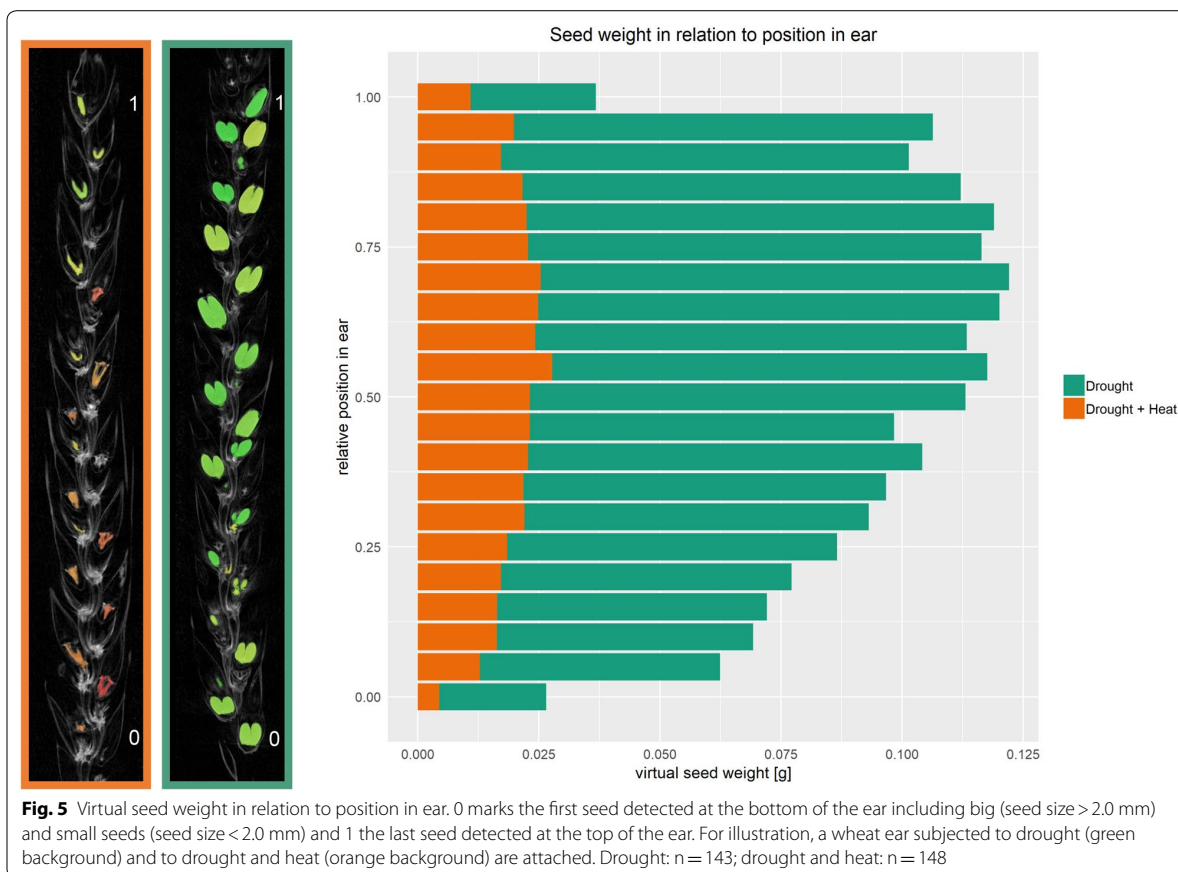 Seed weight in relation to position in ear
1
1
0
0
relative position in ear
1.00
0.75
0.50
0.25
0.00
0.000 0.025 0.050 0.075 0.100 0.125
virtual seed weight [g]
Drought
Drought + Heat
Fig. 5 Virtual seed weight in relation to position in ear. 0 marks the first seed detected at the bottom of the ear including big (seed size > 2.0 mm)
and small seeds (seed size < 2.0 mm) and 1 the last seed detected at the top of the ear. For illustration, a wheat ear subjected to drought (green
background) and to drought and heat (orange background) are attached. Drought: n = 143; drought and heat: n = 148